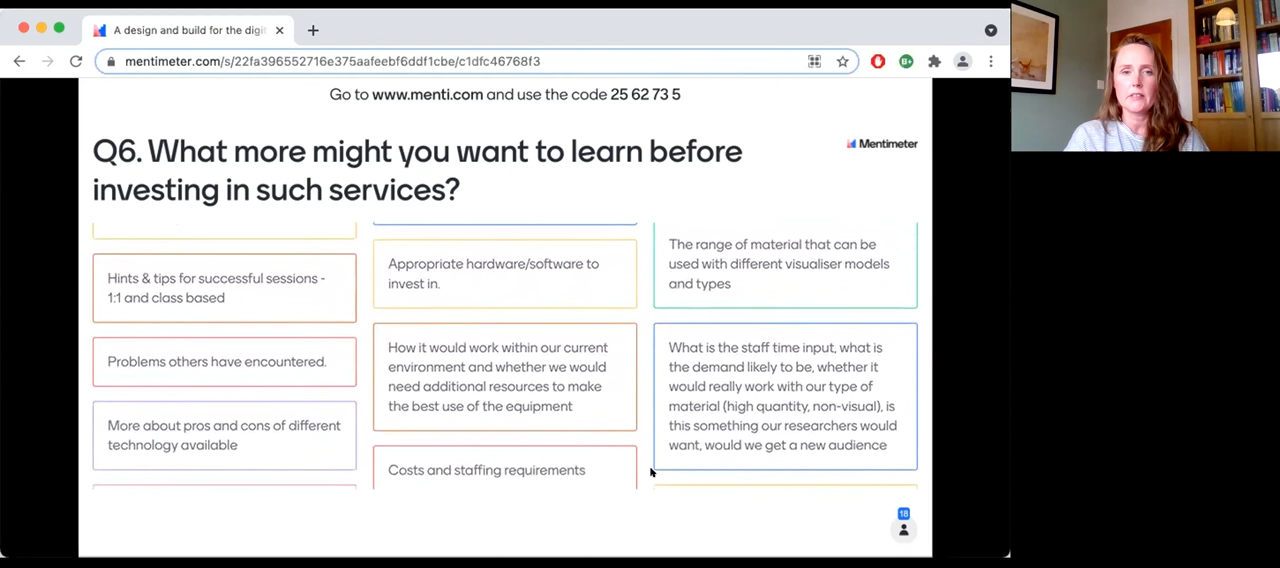 A design and build for the digit
mentimeter.com/s/22fa396552716e375aafeebf6ddf1cbe/c1dfc46768f3
Go to www.menti.com and use the code 25 62 73 5
Q6. What more might you want to learn before
investing in such services?
Mentimeter
Hints & tips for successful sessions -
1:1 and class based
Problems others have encountered.
More about pros and cons of different
technology available
Appropriate hardware/software to
invest in.
How it would work within our current
environment and whether we would
need additional resources to make
the best use of the equipment
Costs and staffing requirements
The range of material that can be
used with different visualiser models
and types
What is the staff time input, what is
the demand likely to be, whether it
would really work with our type of
material (high quantity, non-visual), is
this something our researchers would
want, would we get a new audience
18